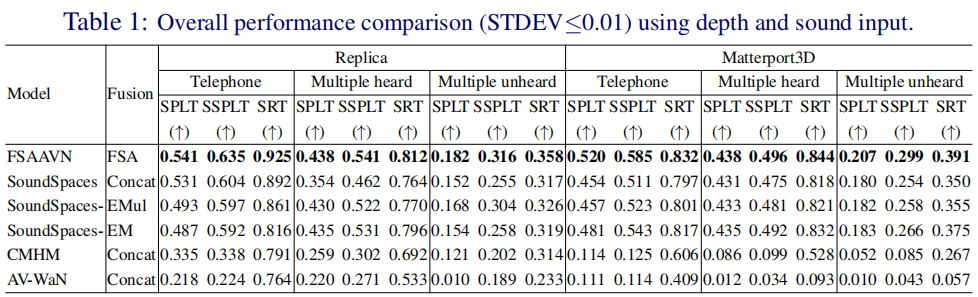 Table 1: Overall performance comparison (STDEV≤0.01) using depth and sound input.
Replica Matterport3D
Model Fusion Telephone Multiple heard Multiple unheard Telephone Multiple heard Multiple unheard
SPLT SSPLT SRT SPLT SSPLT SRT SPLT SSPLT SRT SPLT SSPLT SRT SPLT SSPLT SRT SPLT SSPLT SRT
(↑) (↑) (↑) (↑) (↑) (↑) (↑) (↑) (↑) (↑) (↑) (↑) (↑) (↑) (↑) (↑) (↑) (↑)
FSAAVN FSA 0.541 0.635 0.925 0.438 0.541 0.812 0.182 0.316 0.358 0.520 0.585 0.832 0.438 0.496 0.844 0.207 0.299 0.391
SoundSpaces Concat 0.531 0.604 0.892 0.354 0.462 0.764 0.152 0.255 0.317 0.454 0.511 0.797 0.431 0.475 0.818 0.180 0.254 0.350
SoundSpaces- EMul 0.493 0.597 0.861 0.430 0.522 0.770 0.168 0.304 0.326 0.457 0.523 0.801 0.433 0.481 0.821 0.182 0.258 0.355
SoundSpaces- EM 0.487 0.592 0.816 0.435 0.531 0.796 0.154 0.258 0.319 0.481 0.543 0.817 0.435 0.492 0.832 0.183 0.266 0.375
CMHM Concat 0.335 0.338 0.791 0.259 0.302 0.692 0.121 0.202 0.314 0.114 0.125 0.606 0.086 0.099 0.528 0.052 0.085 0.267
AV-WaN Concat 0.218 0.224 0.764 0.220 0.271 0.533 0.010 0.189 0.233 0.111 0.114 0.409 0.012 0.034 0.093 0.010 0.043 0.057